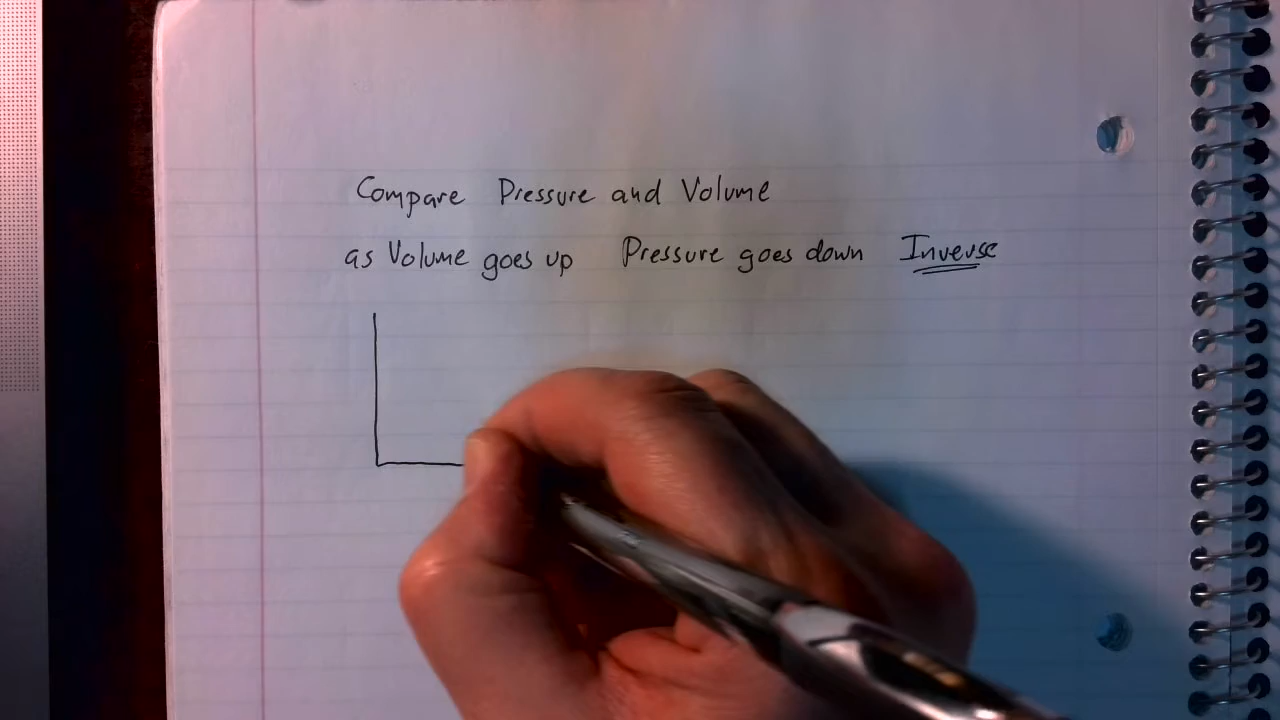 Compare Pressure and Volume
as Volume goes up Pressure goes down Inverse